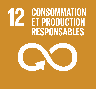 12 CONSOMMATION
ET PRODUCTION
RESPONSABLES